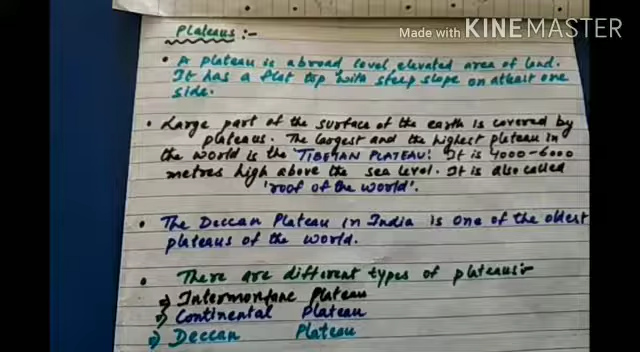 Made with KINEMASTER
Plateaus :-
• A plateau is abroad level elevated area of land.
It has a flat top with steep slope on atleast one
side.
• Large part of the surface of the earth is covered by
plateaus. The largest and the highest plateau in
the world is the 'TIBETAN PLATEAU'. It is 4000-6000
metres high above the sea level. It is also called
'roof of the world'.
• The Deccan Plateau in India is one of the oldest
plateaus of the world.
• There are different types of plateaus:-
⇒ Intermontane Plateau
⇒ Continental Plateau
⇒ Deccan Plateau